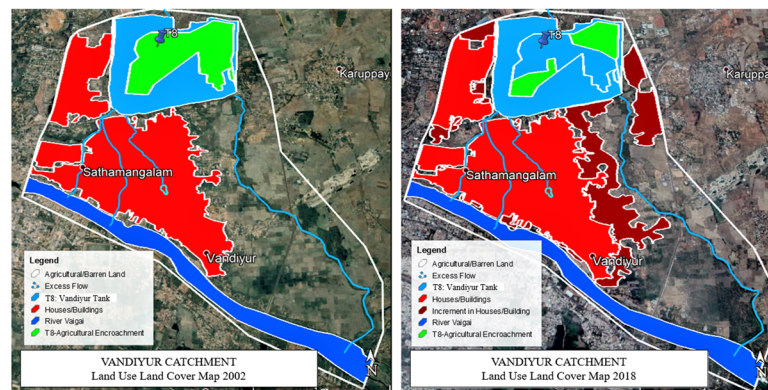 T8
Karuppay
Sathamangalam
Vandiyur
Legend
Agricultural/Barren Land
Excess Flow
T8: Vandiyur Tank
Houses/Buildings
River Vaigai
T8-Agricultural Encroachment
N
VANDIYUR CATCHMENT
Land Use Land Cover Map 2002
T8
Karuppay
Sathamangalam
Vandiyur
Legend
Agricultural/Barren Land
Excess Flow
T8: Vandiyur Tank
Houses/Buildings
Increment in Houses/Building
River Vaigai
T8-Agricultural Encroachment
N
VANDIYUR CATCHMENT
Land Use Land Cover Map 2018